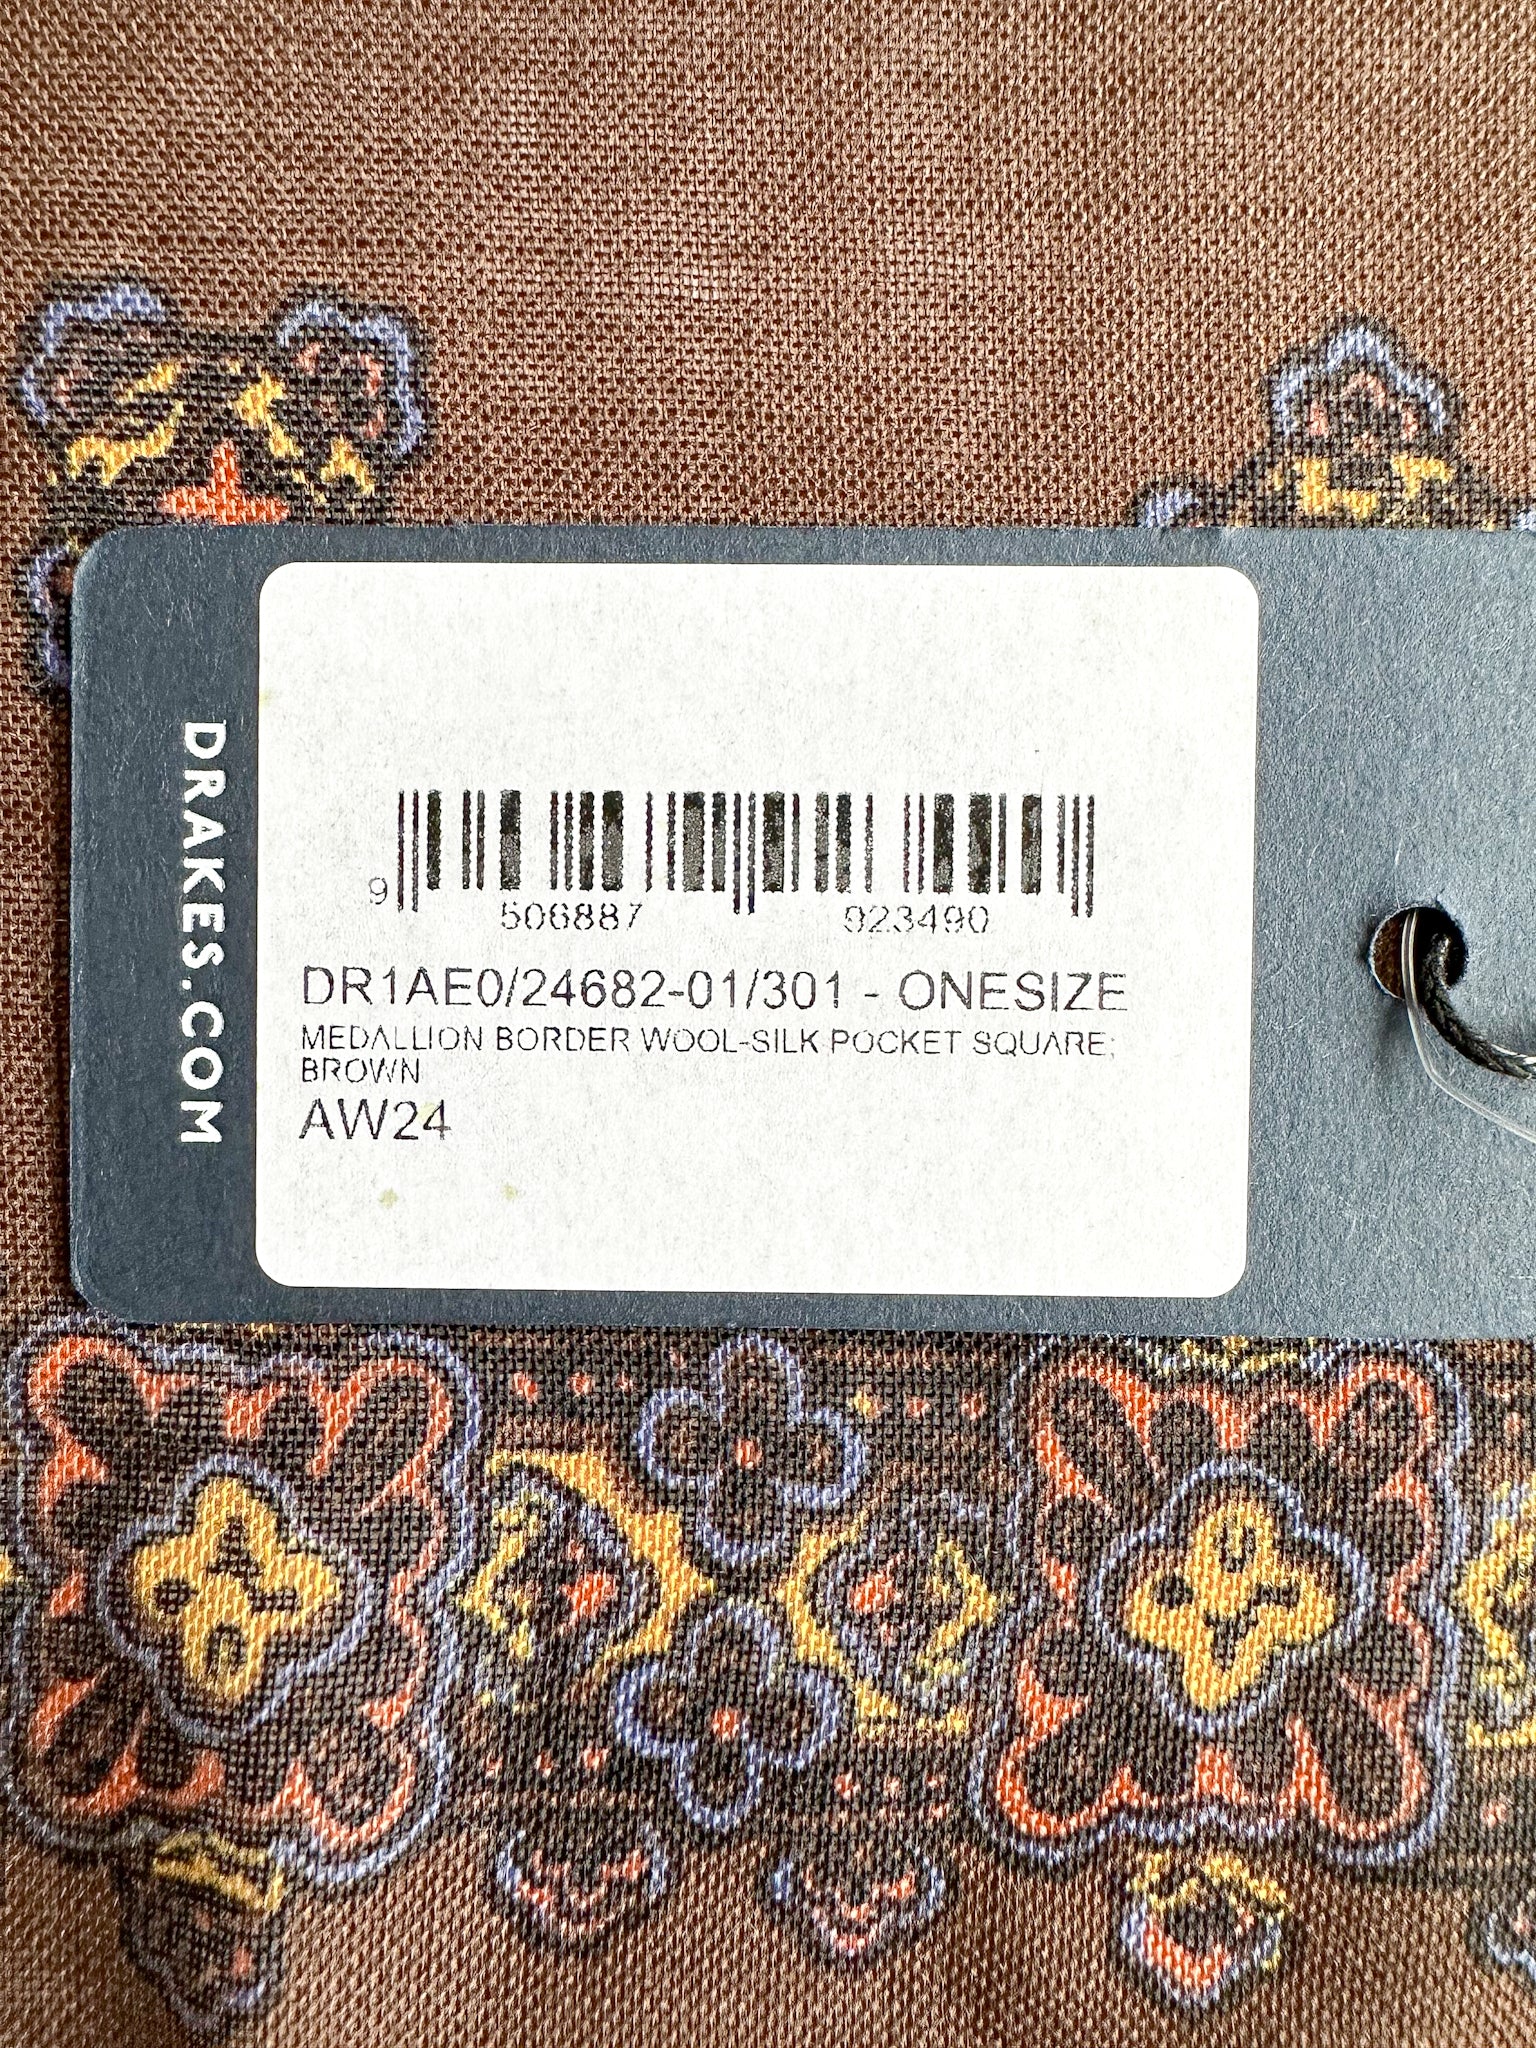 DRAKES.COM
9 506887 923490
DR1AE0/24682-01/301 - ONESIZE
MEDALLION BORDER WOOL-SILK POCKET SQUARE;
BROWN
AW24